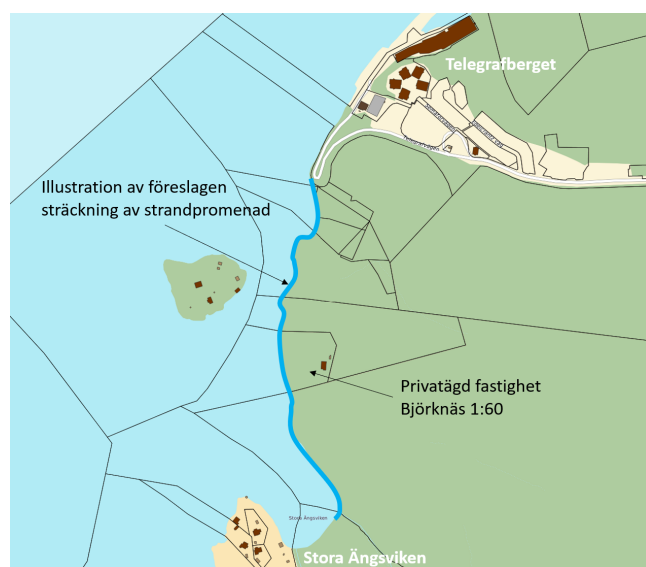 Telegrafberget
Illustration av föreslagen
sträckning av strandpromenad
Privatägd fastighet
Björknäs 1:60
Stora Ängsviken
Stora Ängsviken